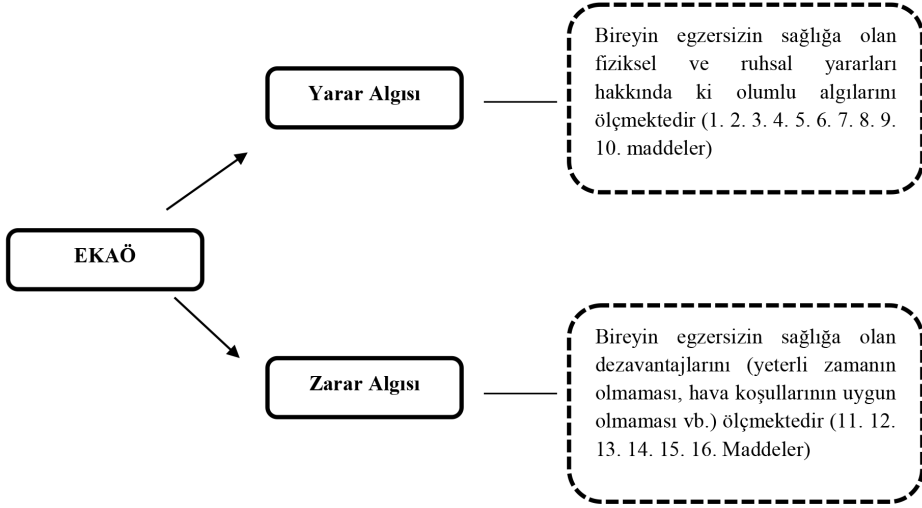 Bireyin egzersizin sağlığa olan
fiziksel ve ruhsal yararları
hakkında ki olumlu algılarını
ölçmektedir (1. 2. 3. 4. 5. 6. 7. 8. 9.
10. maddeler)
Yarar Algısı
EKAÖ
Zarar Algısı
Bireyin egzersizin sağlığa olan
dezavantajlarını (yeterli zamanın
olmaması, hava koşullarının uygun
olmaması vb.) ölçmektedir (11. 12.
13. 14. 15. 16. Maddeler)